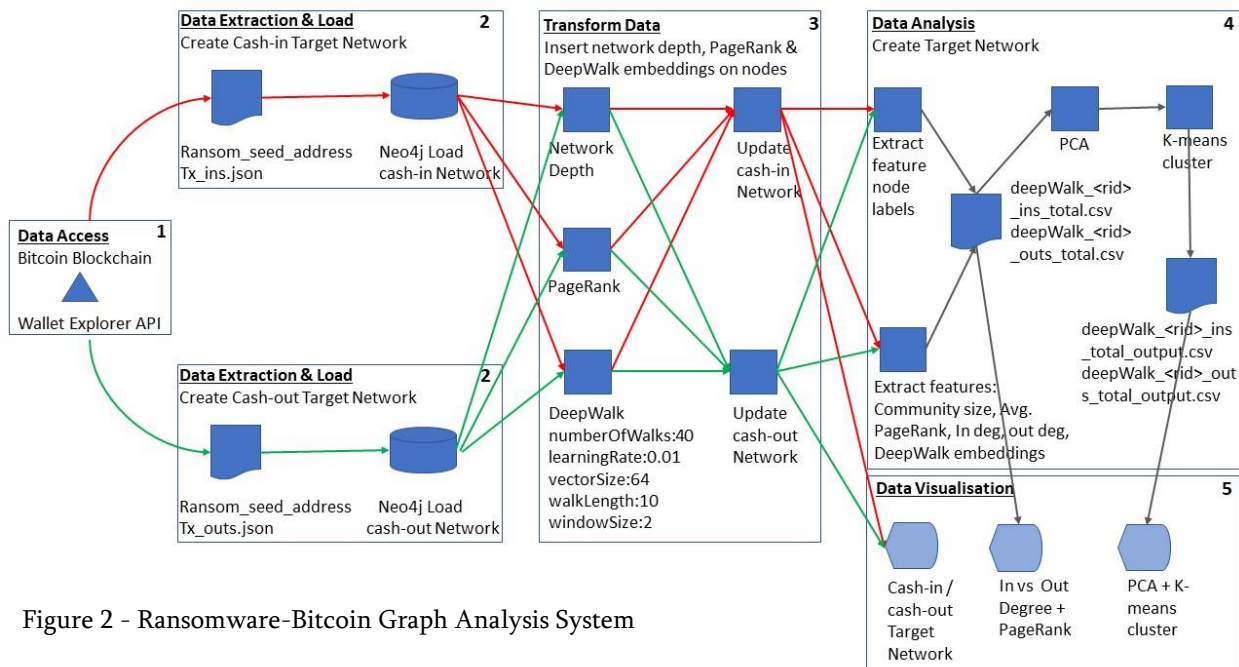 Data Access 1
Bitcoin Blockchain
Wallet Explorer API
Data Extraction & Load 2
Create Cash-in Target Network
Ransom_seed_address
Tx_ins.json
Neo4j Load
cash-in Network
Data Extraction & Load 2
Create Cash-out Target Network
Ransom_seed_address
Tx_outs.json
Neo4j Load
cash-out Network
Transform Data 3
Insert network depth, PageRank &
DeepWalk embeddings on nodes
Network
Depth
PageRank
DeepWalk
numberOfWalks:40
learningRate:0.01
vectorSize:64
walkLength:10
windowSize:2
Update
cash-in
Network
Update
cash-out
Network
Data Analysis 4
Create Target Network
Extract
feature
node
labels
Extract features:
Community size, Avg.
PageRank, In deg, out deg,
DeepWalk embeddings
deepWalk_<rid>
_ins_total.csv
deepWalk_<rid>
_outs_total.csv
PCA
K-means
cluster
deepWalk_<rid>_ins
_total_output.csv
deepWalk_<rid>_out
s_total_output.csv
Data Visualisation 5
Cash-in /
cash-out
Target
Network
In vs Out
Degree +
PageRank
PCA + K-
means
cluster
Figure 2 - Ransomware-Bitcoin Graph Analysis System